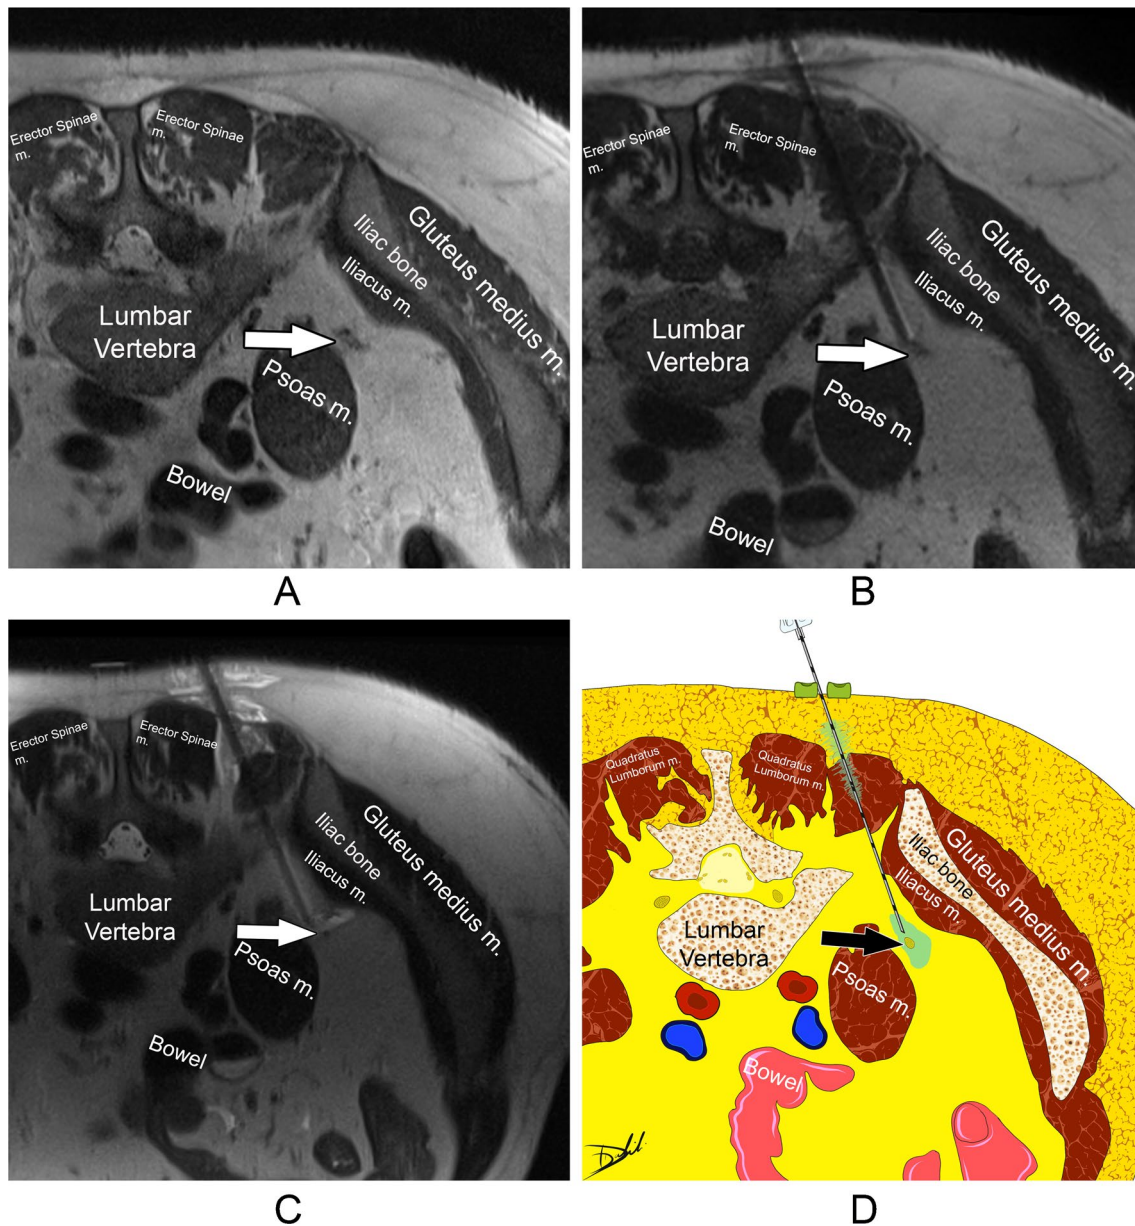 Erector Spinae
m.
Erector Spinae
m.
Gluteus medius m.
Iliac bone
Iliacus m.
Lumbar
Vertebra
Psoas m.
Bowel
A
Erector Spinae
m.
Erector Spinae
m.
Gluteus medius m.
Iliac bone
Iliacus m.
Lumbar
Vertebra
Psoas m.
Bowel
B
Erector Spinae
m.
Erector Spinae
m.
Gluteus medius m.
Iliac bone
Iliacus m.
Lumbar
Vertebra
Psoas m.
Bowel
C
Quadratus
Lumborum m.
Quadratus
Lumborum m.
Gluteus medius m.
Iliac bone
Iliacus m.
Lumbar
Vertebra
Psoas m.
Bowel
D